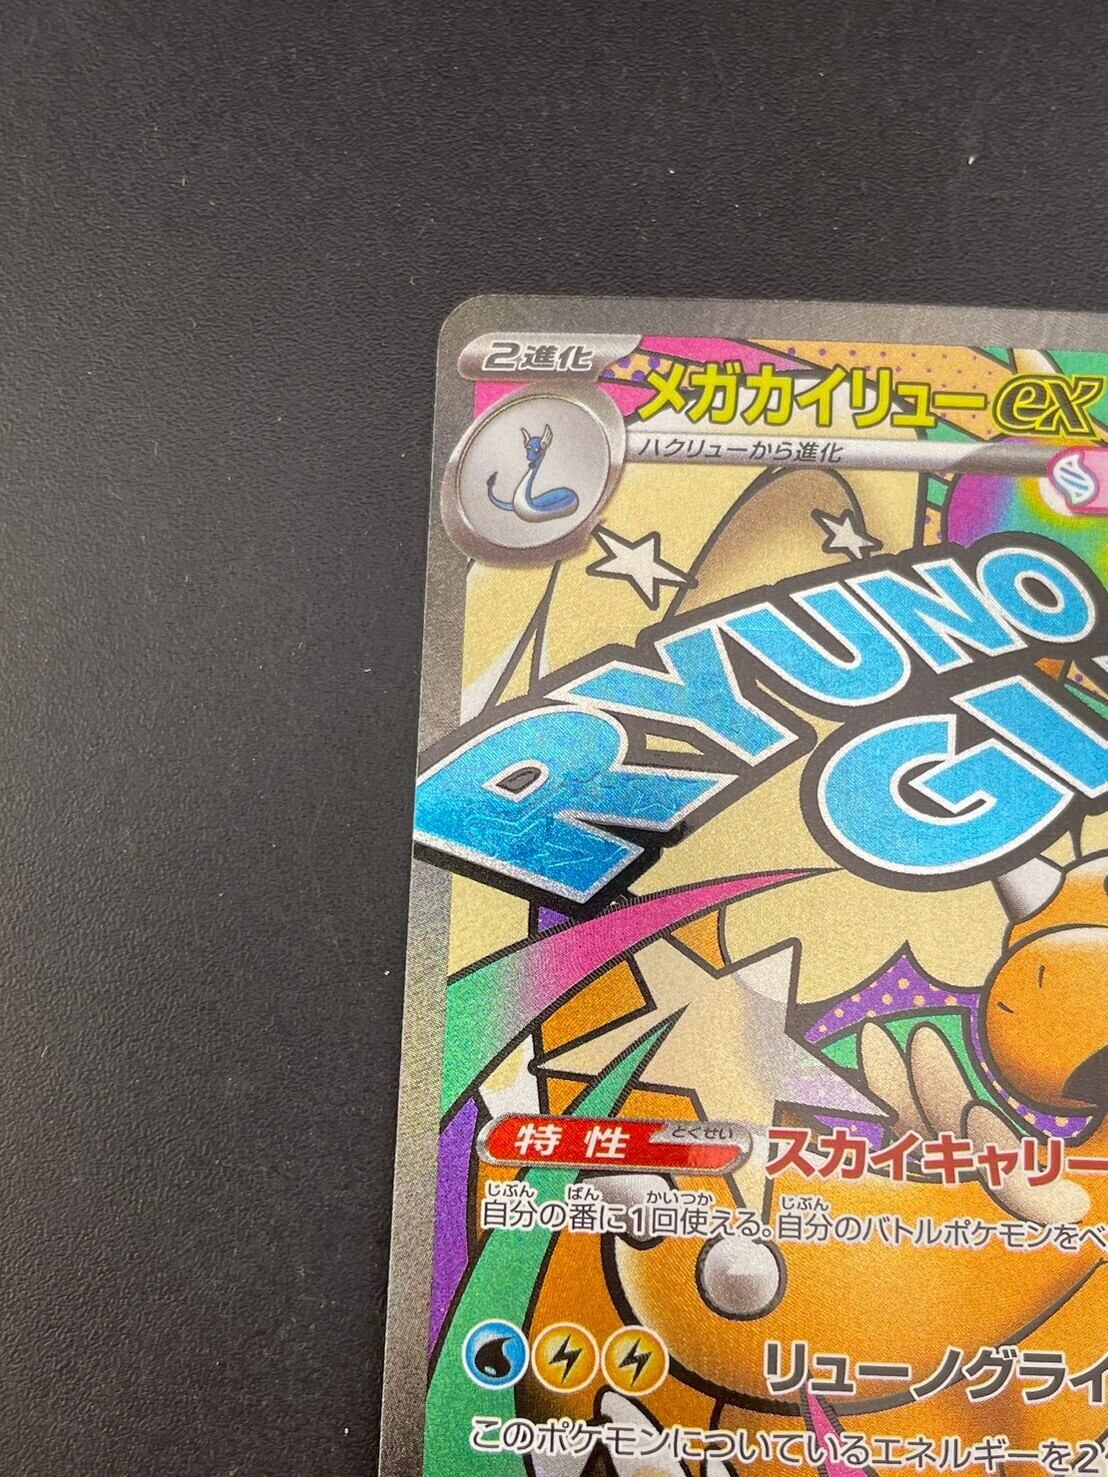 2進化
メガカイリューex
ハクリューから進化
RYUNO
GL
特性 とくせい スカイキャリー
じぶん ばん かいつか じぶん
自分の番に1回使える。自分のバトルポケモンをベ
リューノグライ
このポケモンについているエネルギーを2